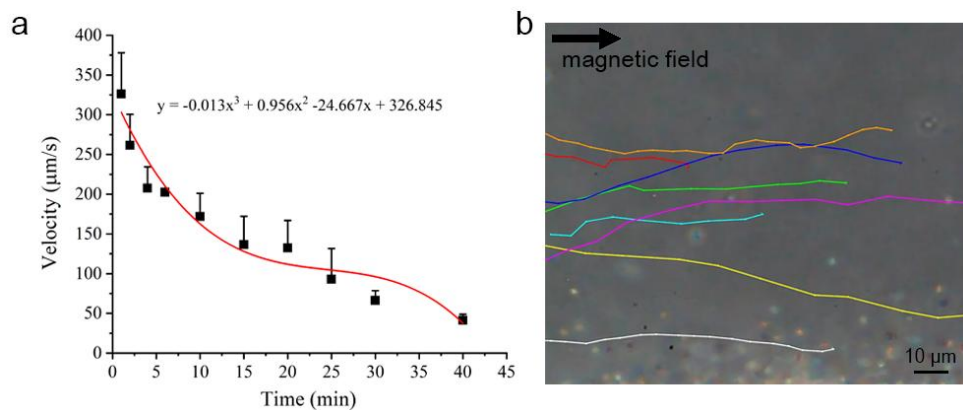 a
400
350
300
250
200
150
100
50
0
Velocity (μm/s)
y = -0.013x³ + 0.956x² -24.667x + 326.845
0 5 10 15 20 25 30 35 40 45
Time (min)
b
magnetic field
10 μm